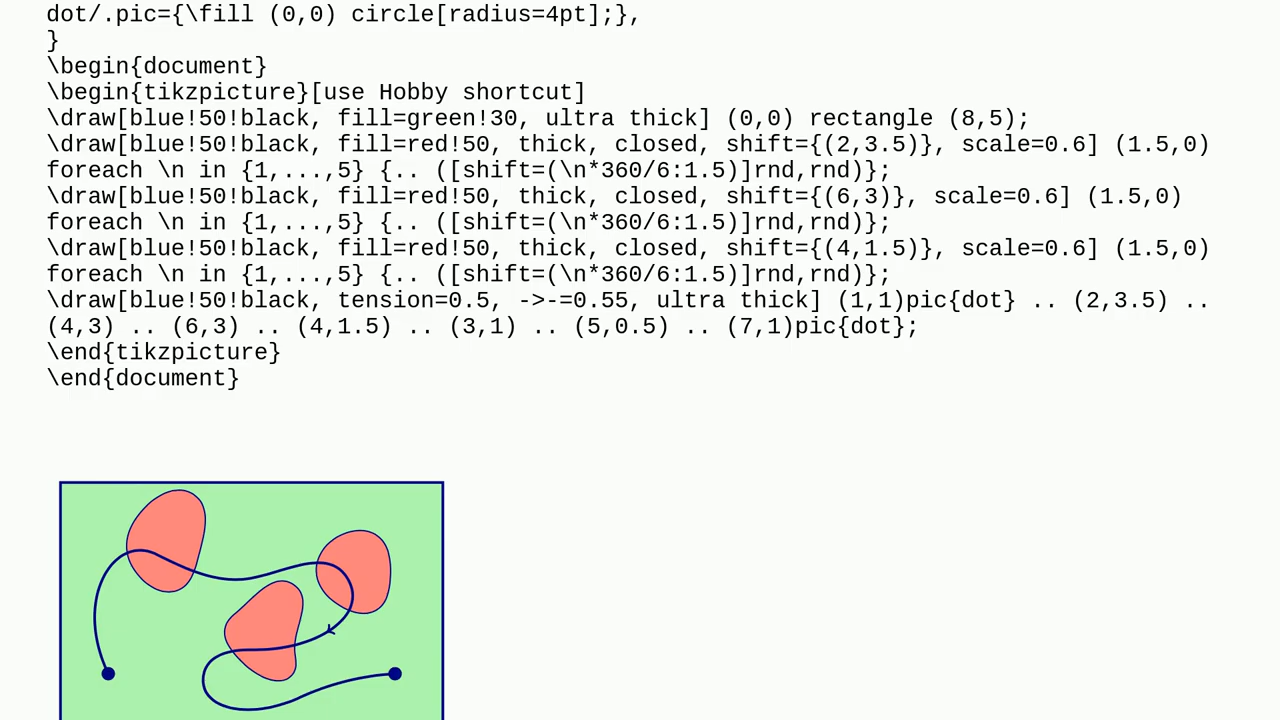 dot/.pic={\fill (0,0) circle[radius=4pt];},
}
\begin{document}
\begin{tikzpicture}[use Hobby shortcut]
\draw[blue!50!black, fill=green!30, ultra thick] (0,0) rectangle (8,5);
\draw[blue!50!black, fill=red!50, thick, closed, shift={(2,3.5)}, scale=0.6] (1.5,0)
foreach \n in {1,...,5} {.. ([shift=(\n*360/6:1.5)]rnd,rnd)};
\draw[blue!50!black, fill=red!50, thick, closed, shift={(6,3)}, scale=0.6] (1.5,0)
foreach \n in {1,...,5} {.. ([shift=(\n*360/6:1.5)]rnd,rnd)};
\draw[blue!50!black, fill=red!50, thick, closed, shift={(4,1.5)}, scale=0.6] (1.5,0)
foreach \n in {1,...,5} {.. ([shift=(\n*360/6:1.5)]rnd,rnd)};
\draw[blue!50!black, tension=0.5, ->-=0.55, ultra thick] (1,1)pic{dot} .. (2,3.5) ..
(4,3) .. (6,3) .. (4,1.5) .. (3,1) .. (5,0.5) .. (7,1)pic{dot};
\end{tikzpicture}
\end{document}